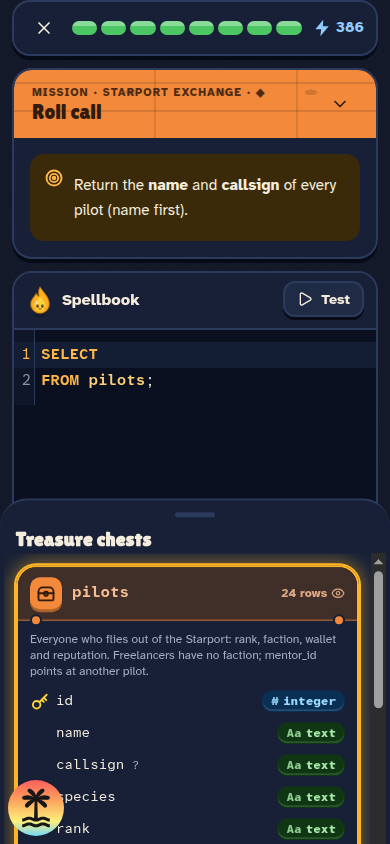 386
MISSION · STARPORT EXCHANGE · ◆
Roll call
Return the name and callsign of every
pilot (name first).
Spellbook
Test
1 SELECT
2 FROM pilots;
Treasure chests
pilots
24 rows
Everyone who flies out of the Starport: rank, faction, wallet
and reputation. Freelancers have no faction; mentor_id
points at another pilot.
id # integer
name Aa text
callsign ? Aa text
species Aa text
rank Aa text